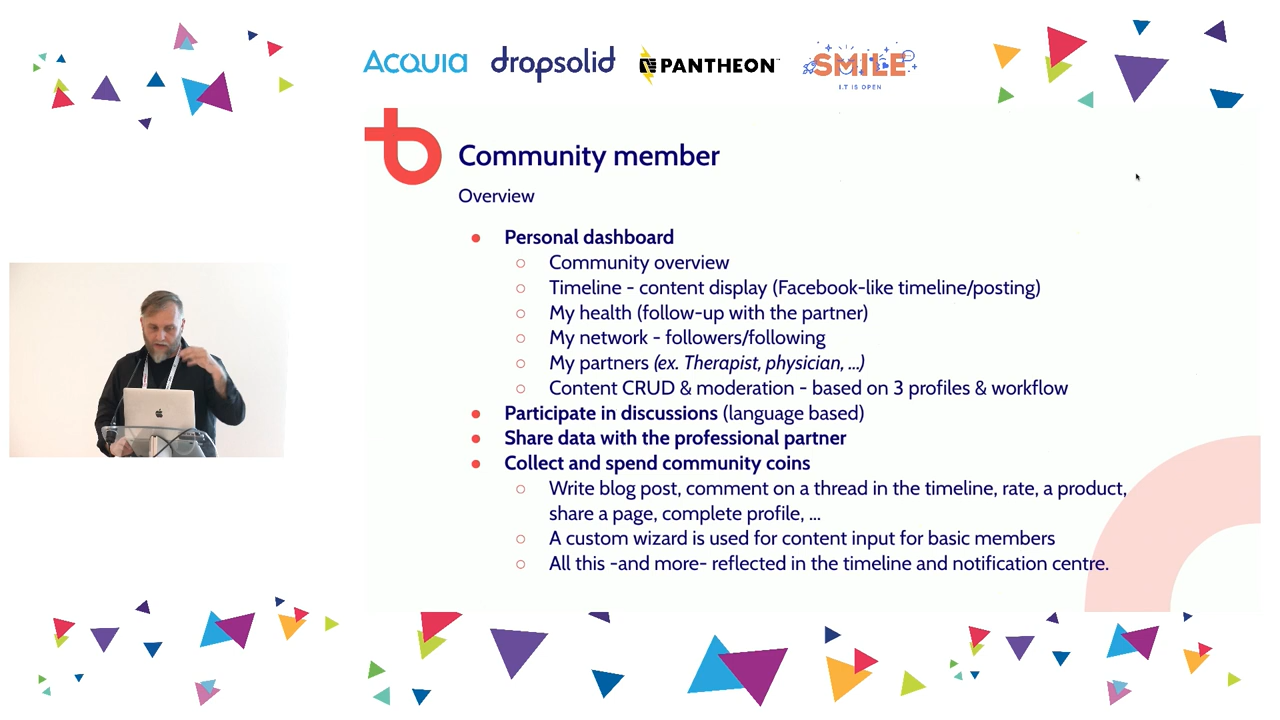 ACQUIA dropsolid PANTHEON SMILE
I.T IS OPEN
Community member
Overview
Personal dashboard
Community overview
Timeline - content display (Facebook-like timeline/posting)
My health (follow-up with the partner)
My network - followers/following
My partners (ex. Therapist, physician, ...)
Content CRUD & moderation - based on 3 profiles & workflow
Participate in discussions (language based)
Share data with the professional partner
Collect and spend community coins
Write blog post, comment on a thread in the timeline, rate, a product,
share a page, complete profile, ...
A custom wizard is used for content input for basic members
All this -and more- reflected in the timeline and notification centre.